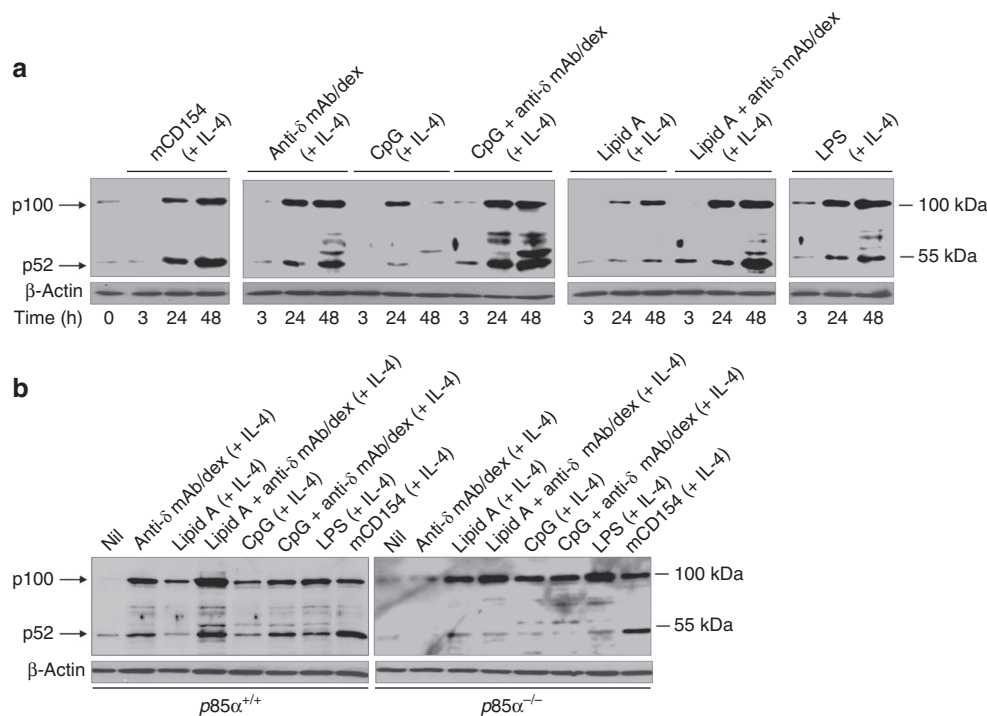 a
mCD154
(+ IL-4)
Anti-δ mAb/dex
(+ IL-4)
CpG
(+ IL-4)
CpG + anti-δ mAb/dex
(+ IL-4)
Lipid A
(+ IL-4)
Lipid A + anti-δ mAb/dex
(+ IL-4)
LPS
(+ IL-4)
p100
100 kDa
p52
55 kDa
β-Actin
Time (h) 0 3 24 48 3 24 48 3 24 48 3 24 48 3 24 48 3 24 48 3 24 48
b
Nil
Anti-δ mAb/dex (+ IL-4)
Lipid A (+ IL-4)
Lipid A + anti-δ mAb/dex (+ IL-4)
CpG (+ IL-4)
CpG + anti-δ mAb/dex (+ IL-4)
LPS (+ IL-4)
mCD154 (+ IL-4)
Nil
Anti-δ mAb/dex (+ IL-4)
Lipid A (+ IL-4)
Lipid A + anti-δ mAb/dex (+ IL-4)
CpG (+ IL-4)
CpG + anti-δ mAb/dex (+ IL-4)
LPS (+ IL-4)
mCD154 (+ IL-4)
p100
100 kDa
p52
55 kDa
β-Actin
p85α+/+ p85α−/−